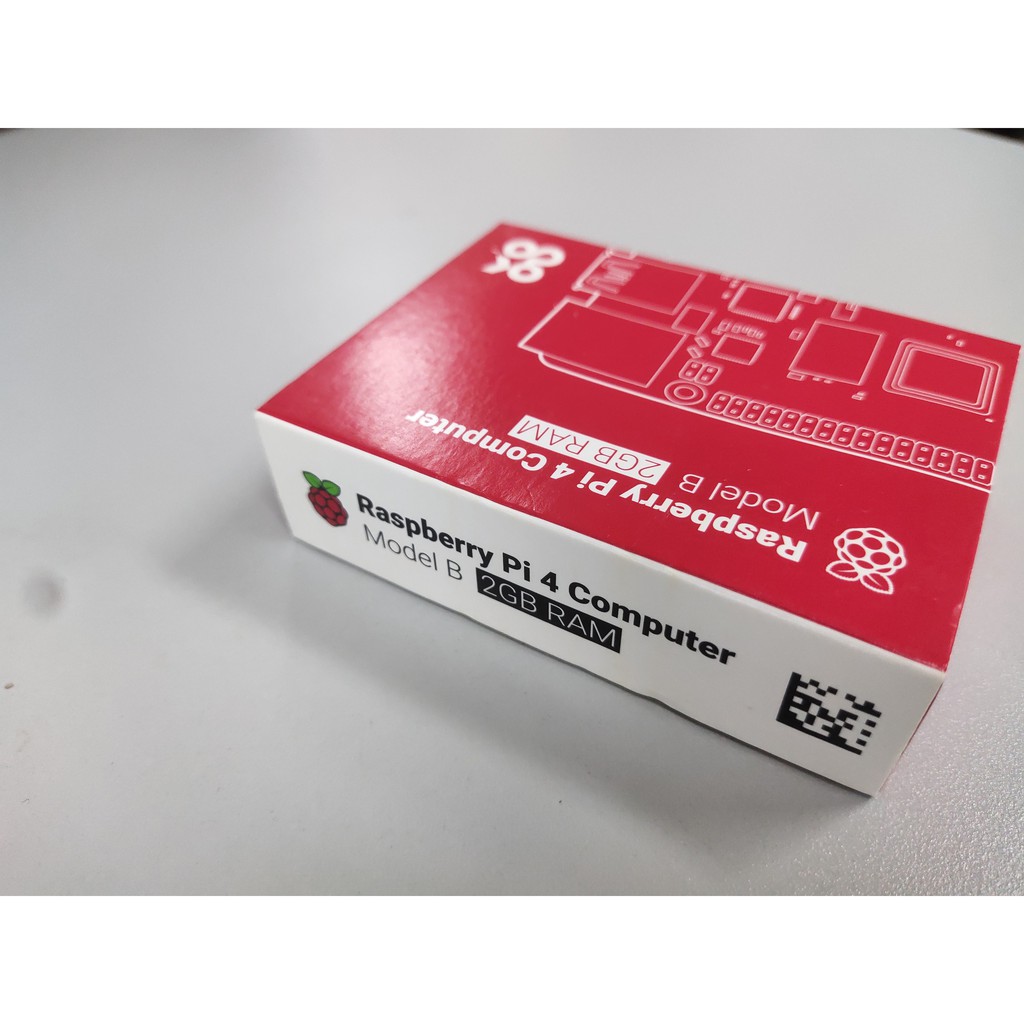 Raspberry Pi 4 Computer
Model B 2GB RAM
Raspberry Pi 4 Computer
Model B 2GB RAM